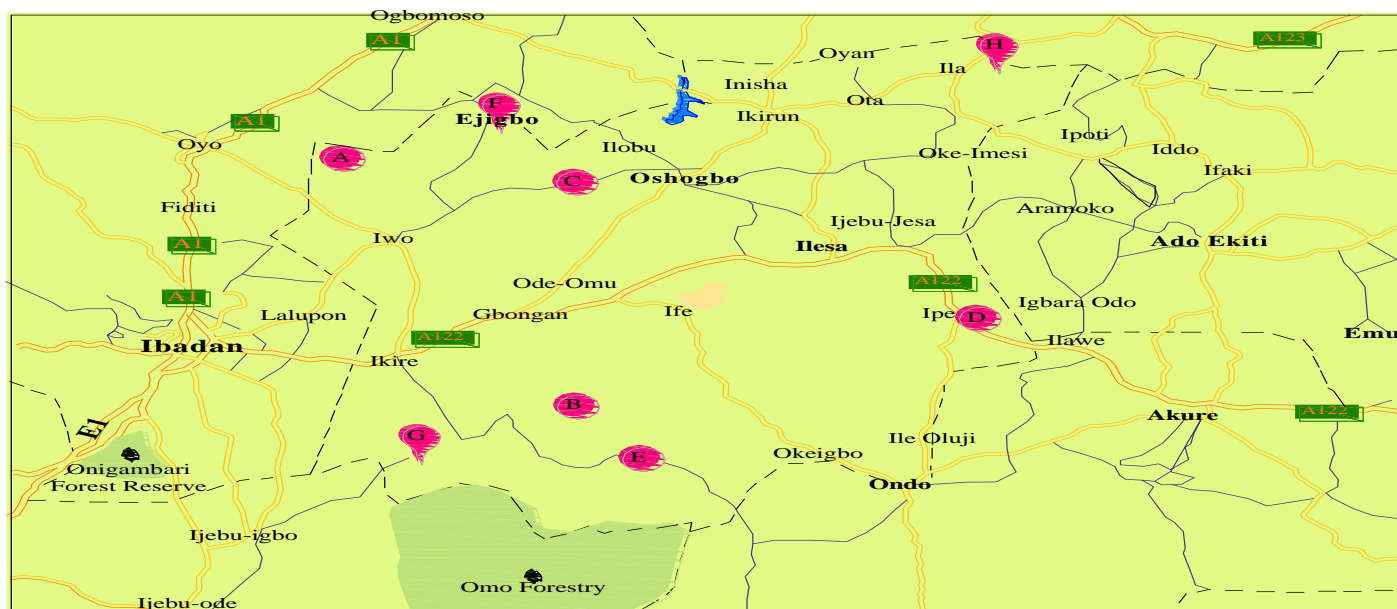 Ogbomoso
A1
H
A123
Oyan
Ila
Inisha
Ota
F
Ejigbo
Ikirun
A1
Oyo
Ilobu
Ipoti
Iddo
A
Oke-Imesi
Ifaki
C
Oshogbo
Fiditi
Aramoko
Ijebu-Jesa
Iwo
A1
Ilesa
Ado Ekiti
Ode-Omu
A122
A1
Igbara Odo
Lalupon
Gbongan
Ife
Ipe
D
Ibadan
A122
Ilawe
Emu
Ikire
B
A122
Akure
El
G
E
Ile Oluji
Okeigbo
Onigambari
Forest Reserve
Ondo
Ijebu-igbo
Omo Forestry
Ijebu-ode